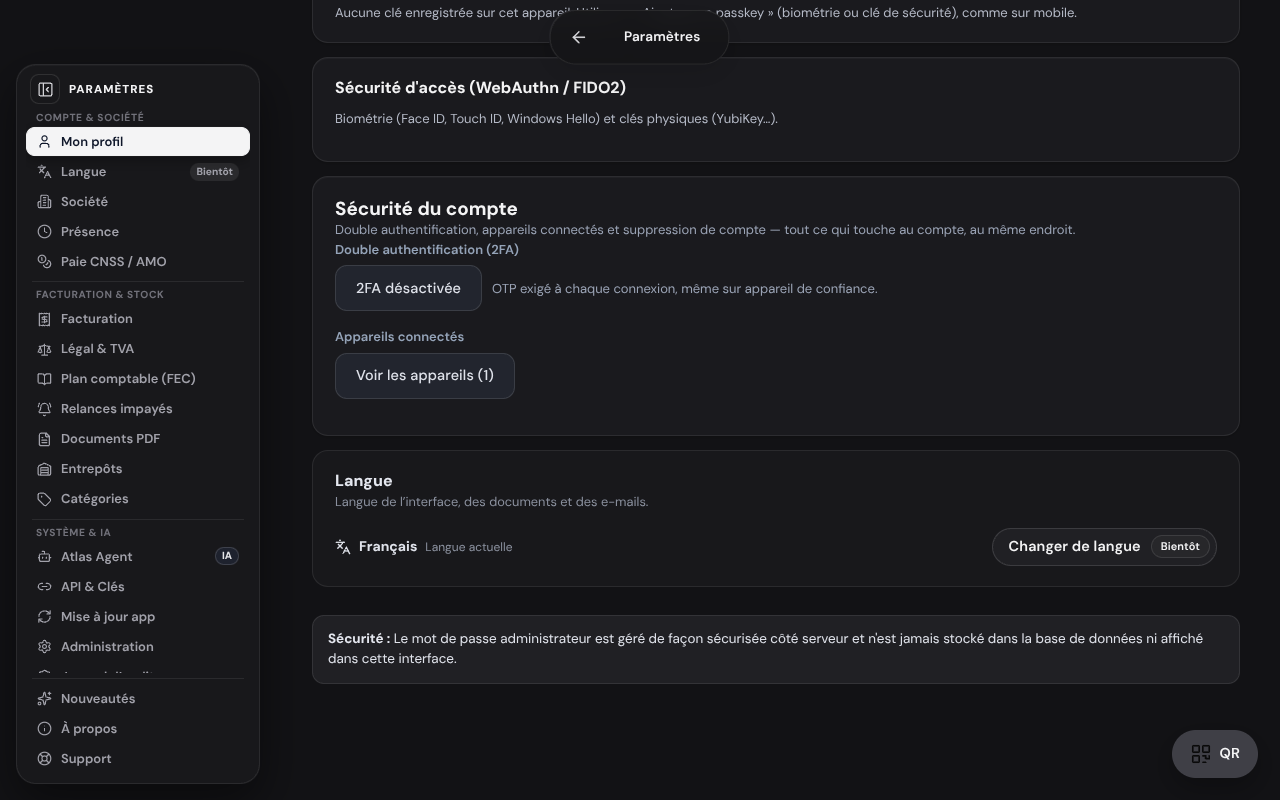 Aucune clé enregistrée sur cet appareil
passkey » (biométrie ou clé de sécurité), comme sur mobile.
Paramètres
PARAMÈTRES
COMPTE & SOCIÉTÉ
Mon profil
Langue Bientôt
Société
Présence
Paie CNSS / AMO
FACTURATION & STOCK
Facturation
Légal & TVA
Plan comptable (FEC)
Relances impayés
Documents PDF
Entrepôts
Catégories
SYSTÈME & IA
Atlas Agent IA
API & Clés
Mise à jour app
Administration
Nouveautés
À propos
Support
Sécurité d'accès (WebAuthn / FIDO2)
Biométrie (Face ID, Touch ID, Windows Hello) et clés physiques (YubiKey…).
Sécurité du compte
Double authentification, appareils connectés et suppression de compte — tout ce qui touche au compte, au même endroit.
Double authentification (2FA)
2FA désactivée OTP exigé à chaque connexion, même sur appareil de confiance.
Appareils connectés
Voir les appareils (1)
Langue
Langue de l’interface, des documents et des e-mails.
Français Langue actuelle
Changer de langue Bientôt
Sécurité : Le mot de passe administrateur est géré de façon sécurisée côté serveur et n'est jamais stocké dans la base de données ni affiché
dans cette interface.
QR